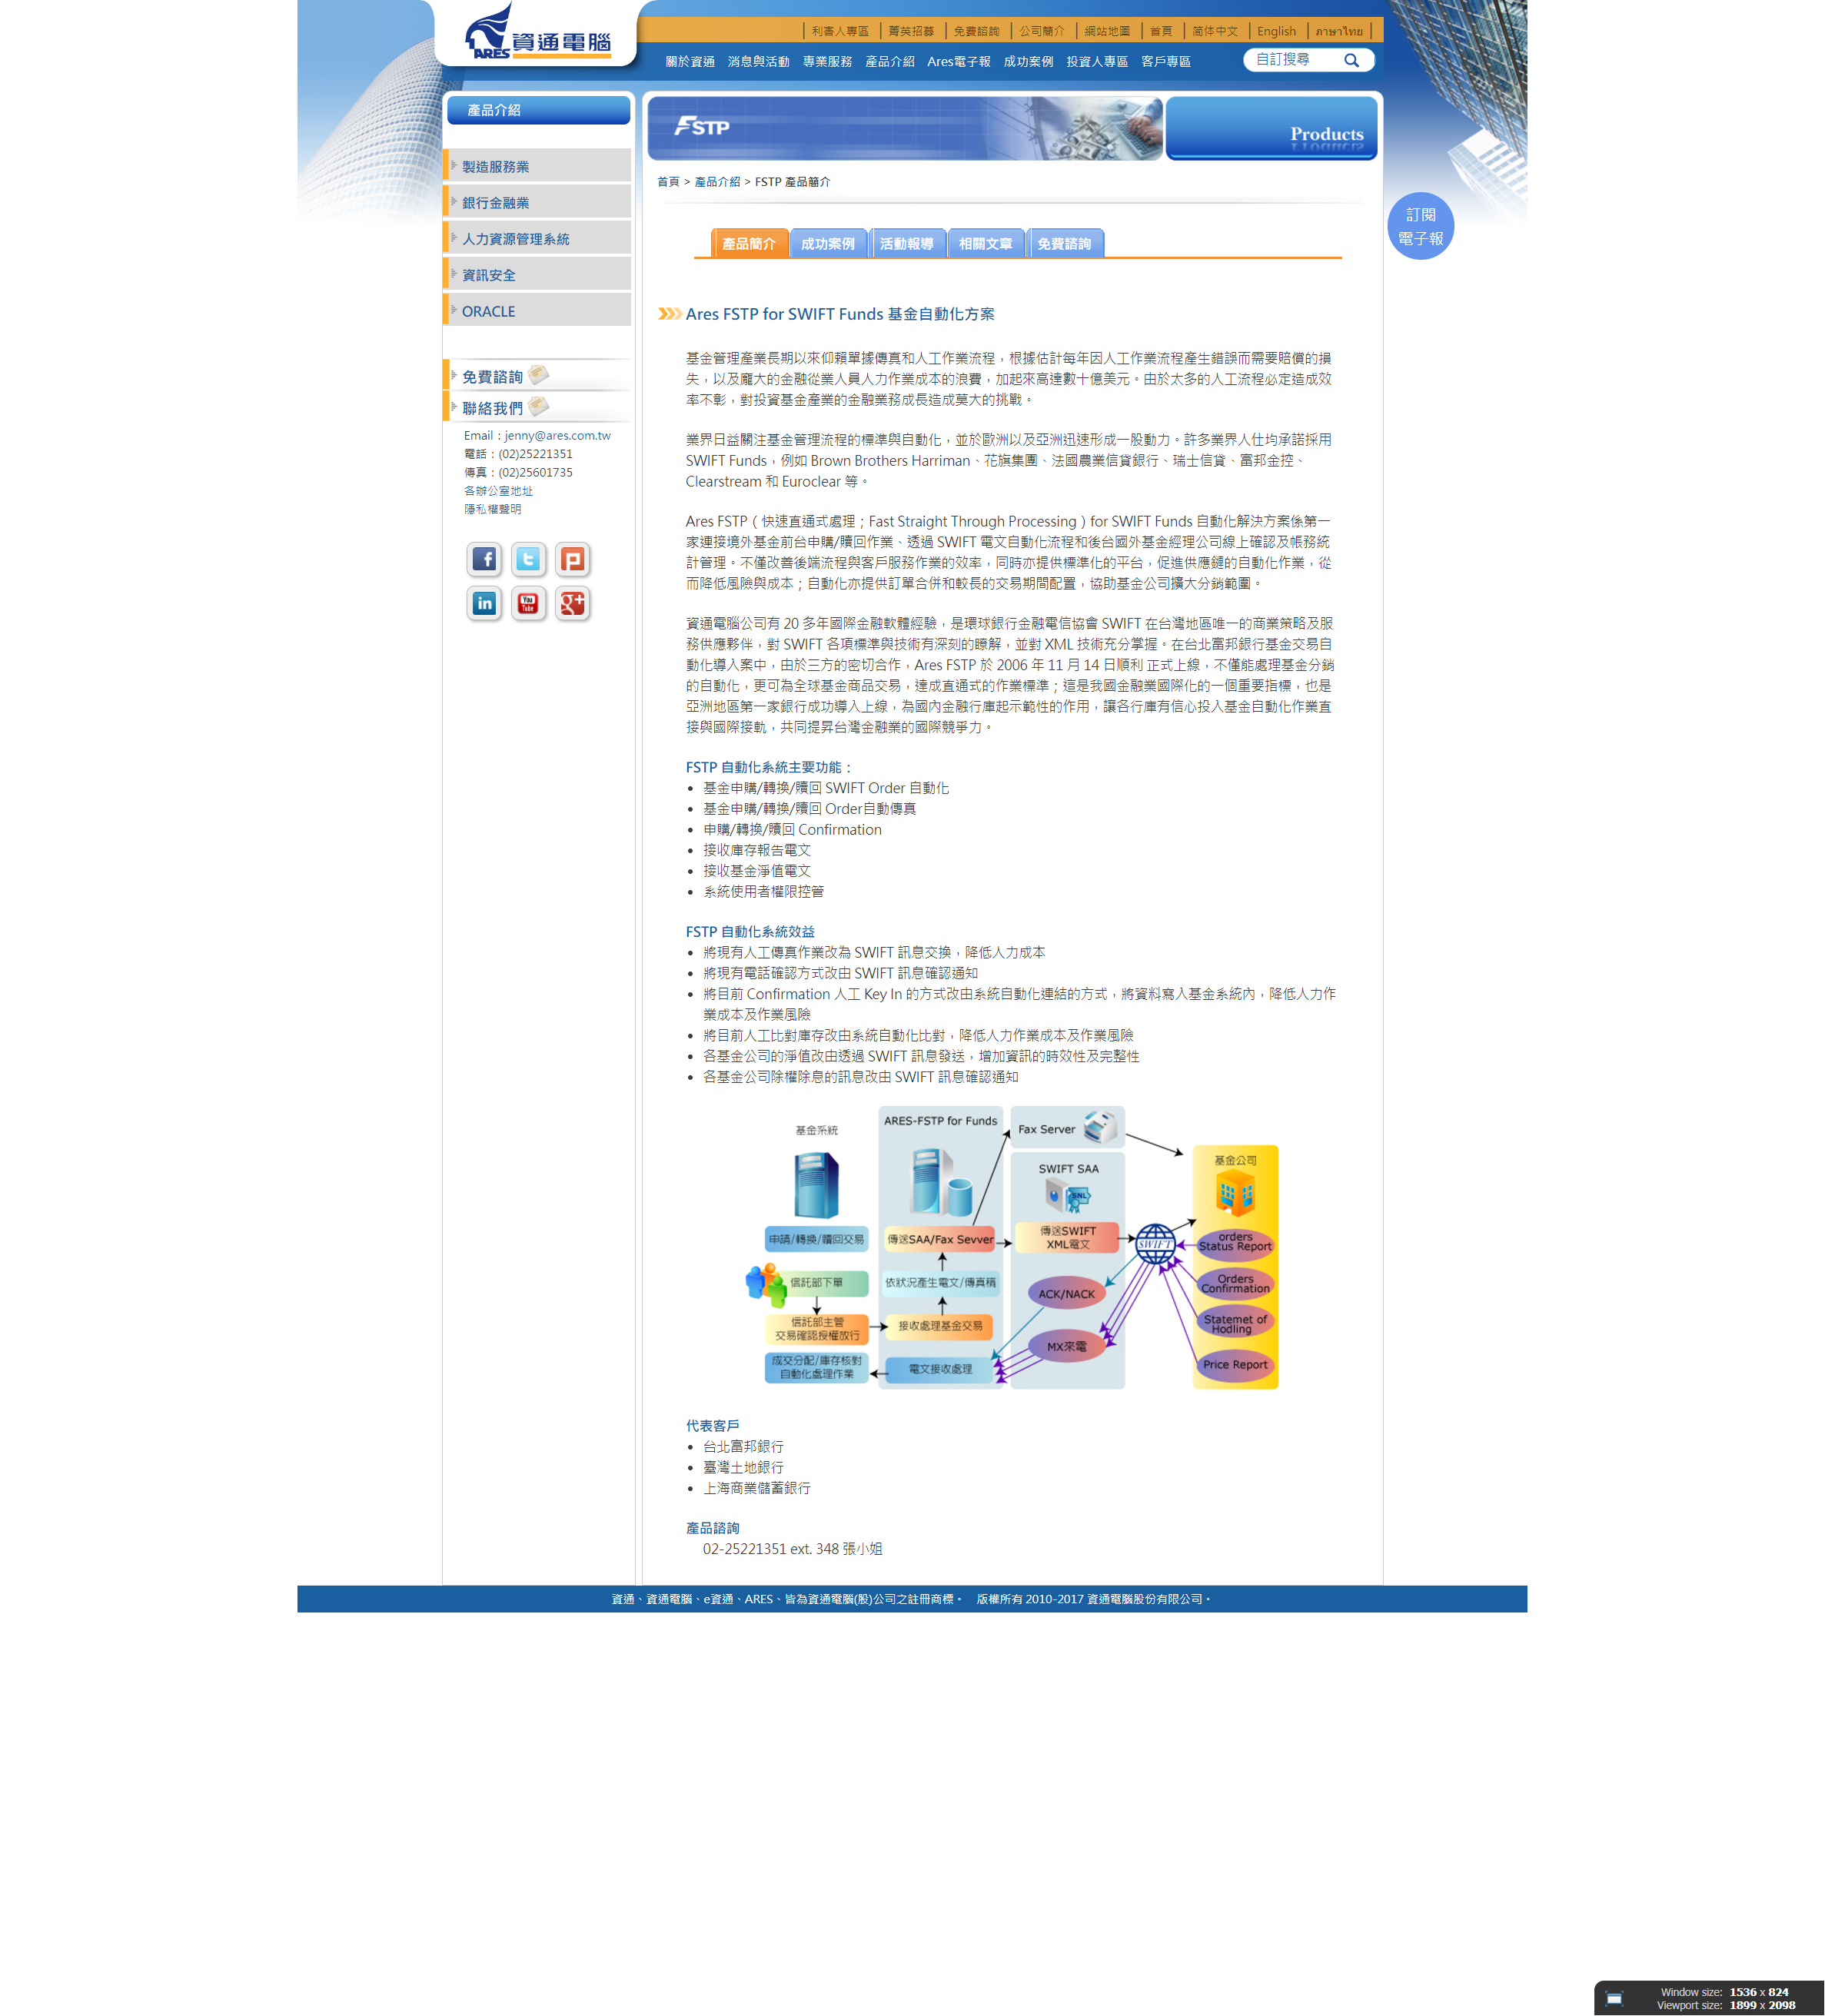 ARES 資通電腦
利害人專區 菁英招募 免費諮詢 公司簡介 網站地圖 首頁 简体中文 English ภาษาไทย
關於資通 消息與活動 專業服務 產品介紹 Ares電子報 成功案例 投資人專區 客戶專區
自訂搜尋
產品介紹
製造服務業
銀行金融業
人力資源管理系統
資訊安全
ORACLE
免費諮詢
聯絡我們
Email：jenny@ares.com.tw
電話：(02)25221351
傳真：(02)25601735
各辦公室地址
隱私權聲明
FSTP
Products
首頁 > 產品介紹 > FSTP 產品簡介
訂閱
電子報
產品簡介 成功案例 活動報導 相關文章 免費諮詢
Ares FSTP for SWIFT Funds 基金自動化方案
基金管理產業長期以來仰賴單據傳真和人工作業流程，根據估計每年因人工作業流程產生錯誤而需要賠償的損
失，以及龐大的金融從業人員人力作業成本的浪費，加起來高達數十億美元。由於太多的人工流程必定造成效
率不彰，對投資基金產業的金融業務成長造成莫大的挑戰。
業界日益關注基金管理流程的標準與自動化，並於歐洲以及亞洲迅速形成一股動力。許多業界人仕均承諾採用
SWIFT Funds，例如 Brown Brothers Harriman、花旗集團、法國農業信貸銀行、瑞士信貸、富邦金控、
Clearstream 和 Euroclear 等。
Ares FSTP（快速直通式處理；Fast Straight Through Processing）for SWIFT Funds 自動化解決方案係第一
家連接境外基金前台申購/贖回作業、透過 SWIFT 電文自動化流程和後台國外基金經理公司線上確認及帳務統
計管理。不僅改善後端流程與客戶服務作業的效率，同時亦提供標準化的平台，促進供應鏈的自動化作業，從
而降低風險與成本；自動化亦提供訂單合併和較長的交易期間配置，協助基金公司擴大分銷範圍。
資通電腦公司有 20 多年國際金融軟體經驗，是環球銀行金融電信協會 SWIFT 在台灣地區唯一的商業策略及服
務供應夥伴，對 SWIFT 各項標準與技術有深刻的瞭解，並對 XML 技術充分掌握。在台北富邦銀行基金交易自
動化導入案中，由於三方的密切合作，Ares FSTP 於 2006 年 11 月 14 日順利 正式上線，不僅能處理基金分銷
的自動化，更可為全球基金商品交易，達成直通式的作業標準；這是我國金融業國際化的一個重要指標，也是
亞洲地區第一家銀行成功導入上線，為國內金融行庫起示範性的作用，讓各行庫有信心投入基金自動化作業直
接與國際接軌，共同提昇台灣金融業的國際競爭力。
FSTP 自動化系統主要功能：
• 基金申購/轉換/贖回 SWIFT Order 自動化
• 基金申購/轉換/贖回 Order自動傳真
• 申購/轉換/贖回 Confirmation
• 接收庫存報告電文
• 接收基金淨值電文
• 系統使用者權限控管
FSTP 自動化系統效益
• 將現有人工傳真作業改為 SWIFT 訊息交換，降低人力成本
• 將現有電話確認方式改由 SWIFT 訊息確認通知
• 將目前 Confirmation 人工 Key In 的方式改由系統自動化連結的方式，將資料寫入基金系統內，降低人力作
業成本及作業風險
• 將目前人工比對庫存改由系統自動化比對，降低人力作業成本及作業風險
• 各基金公司的淨值改由透過 SWIFT 訊息發送，增加資訊的時效性及完整性
• 各基金公司除權除息的訊息改由 SWIFT 訊息確認通知
基金系統
申請/轉換/贖回交易
信託部下單
信託部主管
交易確認授權放行
成交分配/庫存核對
自動化處理作業
ARES-FSTP for Funds
傳送SAA/Fax Sevver
依狀況產生電文/傳真稿
接收處理基金交易
電文接收處理
Fax Server
SWIFT SAA
SNL
傳送SWIFT
XML電文
ACK/NACK
MX來電
SWIFT
基金公司
orders
Status Report
Orders
Confirmation
Statemet of
Hodling
Price Report
代表客戶
• 台北富邦銀行
• 臺灣土地銀行
• 上海商業儲蓄銀行
產品諮詢
02-25221351 ext. 348 張小姐
資通、資通電腦、e資通、ARES、皆為資通電腦(股)公司之註冊商標。 版權所有 2010-2017 資通電腦股份有限公司。
Window size: 1536 x 824
Viewport size: 1899 x 2098